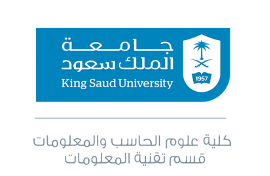 جامعة
الملك سعود
King Saud University
1957
كلية علوم الحاسب والمعلومات
قسم تقنية المعلومات